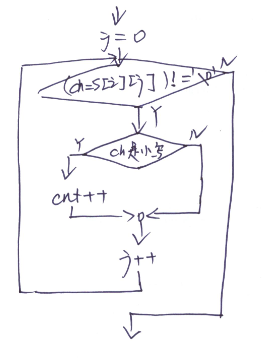 j = 0
(ch=s[i][j])!='\0'
N
Y
ch是小写
Y
N
cnt++
j++